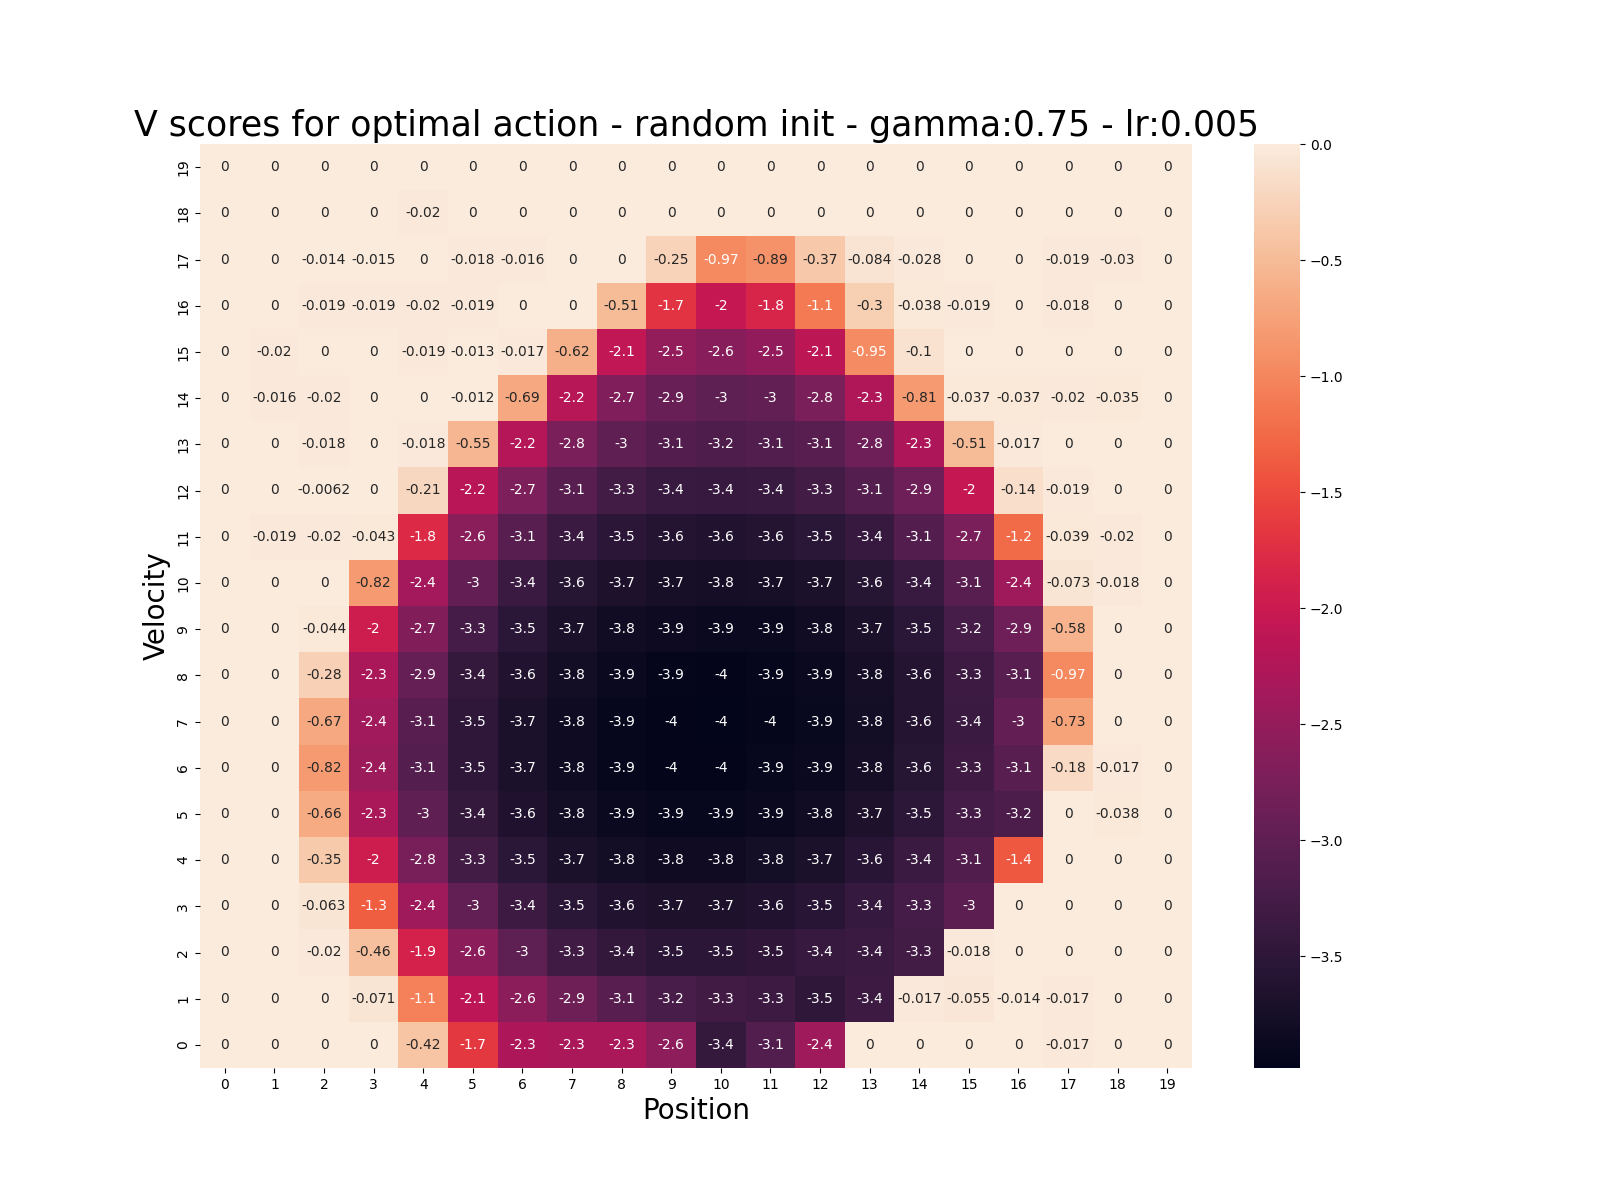 V scores for optimal action - random init - gamma:0.75 - lr:0.005
19 0 0 0 0 0 0 0 0 0 0 0 0 0 0 0 0 0 0 0 0
18 0 0 0 0 -0.02 0 0 0 0 0 0 0 0 0 0 0 0 0 0 0
17 0 0 -0.014 -0.015 0 -0.018 -0.016 0 0 -0.25 -0.97 -0.89 -0.37 -0.084 -0.028 0 0 -0.019 -0.03 0
16 0 0 -0.019 -0.019 -0.02 -0.019 0 0 -0.51 -1.7 -2 -1.8 -1.1 -0.3 -0.038 -0.019 0 -0.018 0 0
15 0 -0.02 0 0 -0.019 -0.013 -0.017 -0.62 -2.1 -2.5 -2.6 -2.5 -2.1 -0.95 -0.1 0 0 0 0 0
14 0 -0.016 -0.02 0 0 -0.012 -0.69 -2.2 -2.7 -2.9 -3 -3 -2.8 -2.3 -0.81 -0.037 -0.037 -0.02 -0.035 0
13 0 0 -0.018 0 -0.018 -0.55 -2.2 -2.8 -3 -3.1 -3.2 -3.1 -3.1 -2.8 -2.3 -0.51 -0.017 0 0 0
12 0 0 -0.0062 0 -0.21 -2.2 -2.7 -3.1 -3.3 -3.4 -3.4 -3.4 -3.3 -3.1 -2.9 -2 -0.14 -0.019 0 0
11 0 -0.019 -0.02 -0.043 -1.8 -2.6 -3.1 -3.4 -3.5 -3.6 -3.6 -3.6 -3.5 -3.4 -3.1 -2.7 -1.2 -0.039 -0.02 0
10 0 0 0 -0.82 -2.4 -3 -3.4 -3.6 -3.7 -3.7 -3.8 -3.7 -3.7 -3.6 -3.4 -3.1 -2.4 -0.073 -0.018 0
9 0 0 -0.044 -2 -2.7 -3.3 -3.5 -3.7 -3.8 -3.9 -3.9 -3.9 -3.8 -3.7 -3.5 -3.2 -2.9 -0.58 0 0
8 0 0 -0.28 -2.3 -2.9 -3.4 -3.6 -3.8 -3.9 -3.9 -4 -3.9 -3.9 -3.8 -3.6 -3.3 -3.1 -0.97 0 0
7 0 0 -0.67 -2.4 -3.1 -3.5 -3.7 -3.8 -3.9 -4 -4 -4 -3.9 -3.8 -3.6 -3.4 -3 -0.73 0 0
6 0 0 -0.82 -2.4 -3.1 -3.5 -3.7 -3.8 -3.9 -4 -4 -3.9 -3.9 -3.8 -3.6 -3.3 -3.1 -0.18 -0.017 0
5 0 0 -0.66 -2.3 -3 -3.4 -3.6 -3.8 -3.9 -3.9 -3.9 -3.9 -3.8 -3.7 -3.5 -3.3 -3.2 0 -0.038 0
4 0 0 -0.35 -2 -2.8 -3.3 -3.5 -3.7 -3.8 -3.8 -3.8 -3.8 -3.7 -3.6 -3.4 -3.1 -1.4 0 0 0
3 0 0 -0.063 -1.3 -2.4 -3 -3.4 -3.5 -3.6 -3.7 -3.7 -3.6 -3.5 -3.4 -3.3 -3 0 0 0 0
2 0 0 -0.02 -0.46 -1.9 -2.6 -3 -3.3 -3.4 -3.5 -3.5 -3.5 -3.4 -3.4 -3.3 -0.018 0 0 0 0
1 0 0 0 -0.071 -1.1 -2.1 -2.6 -2.9 -3.1 -3.2 -3.3 -3.3 -3.5 -3.4 -0.017 -0.055 -0.014 -0.017 0 0
0 0 0 0 0 -0.42 -1.7 -2.3 -2.3 -2.3 -2.6 -3.4 -3.1 -2.4 0 0 0 0 -0.017 0 0
0 1 2 3 4 5 6 7 8 9 10 11 12 13 14 15 16 17 18 19
Position
Velocity
0.0
−0.5
−1.0
−1.5
−2.0
−2.5
−3.0
−3.5